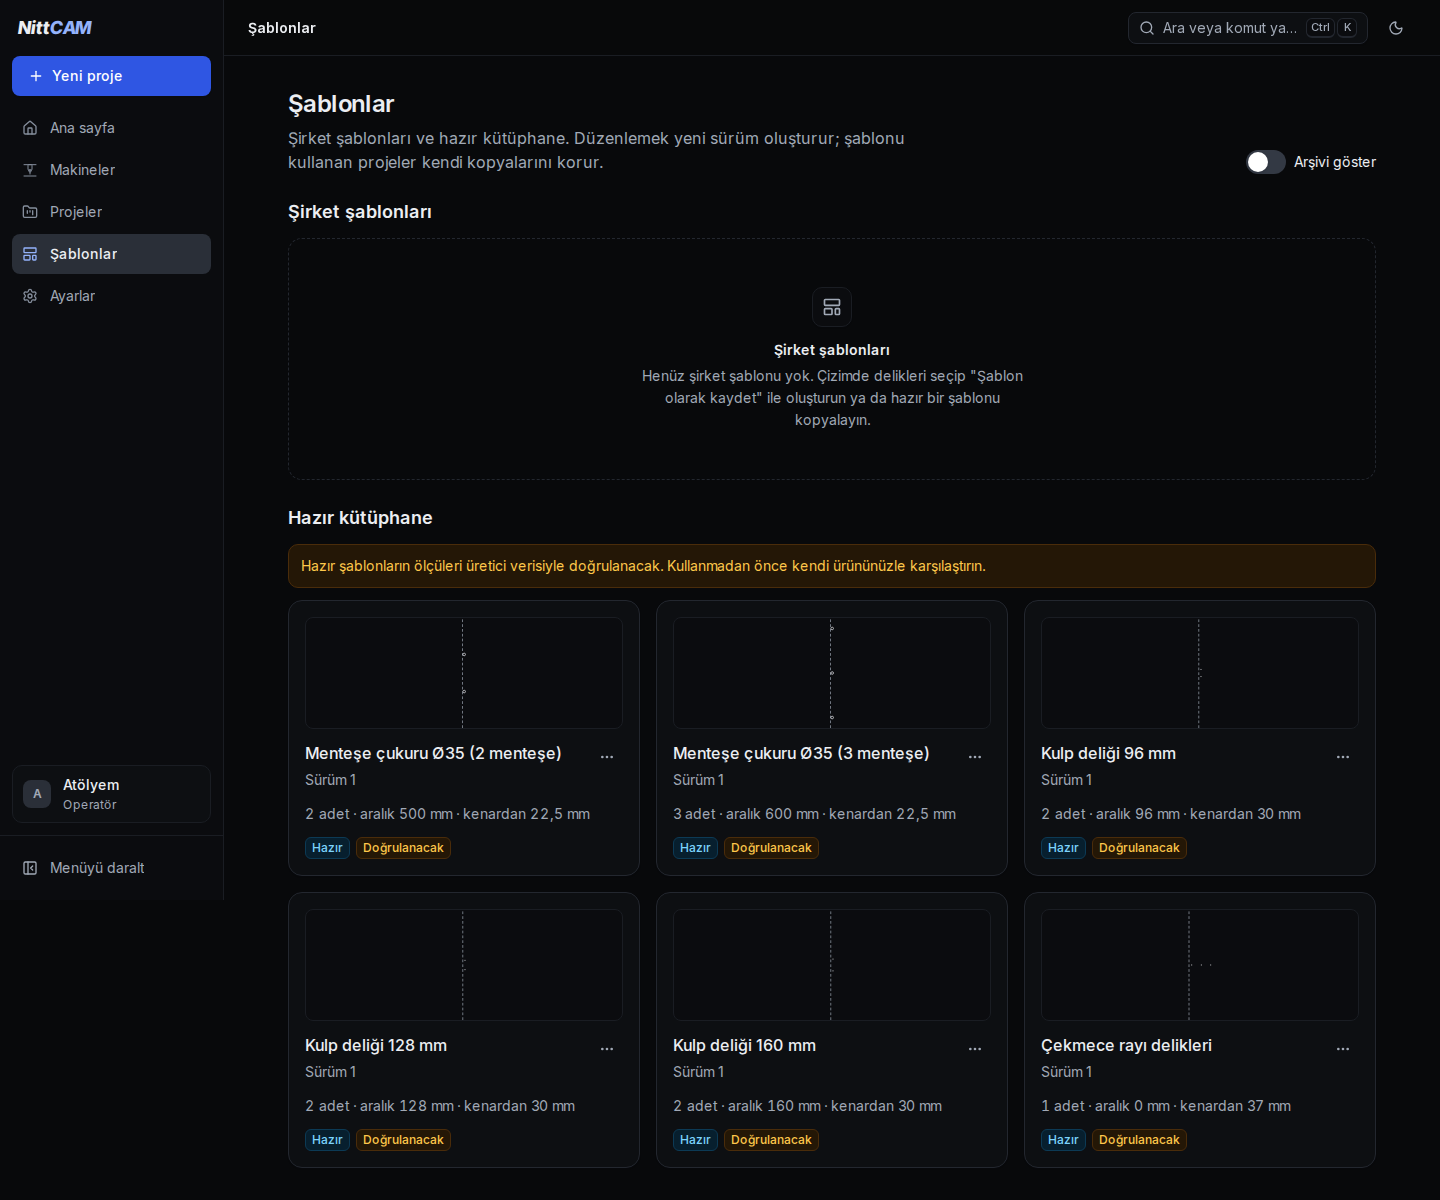 NittCAM
Şablonlar
Ara veya komut ya...
Ctrl K
Yeni proje
Ana sayfa
Makineler
Projeler
Şablonlar
Ayarlar
Atölyem
A
Operatör
Menüyü daralt
Şablonlar
Şirket şablonları ve hazır kütüphane. Düzenlemek yeni sürüm oluşturur; şablonu
kullanan projeler kendi kopyalarını korur.
Arşivi göster
Şirket şablonları
Şirket şablonları
Henüz şirket şablonu yok. Çizimde delikleri seçip "Şablon
olarak kaydet" ile oluşturun ya da hazır bir şablonu
kopyalayın.
Hazır kütüphane
Hazır şablonların ölçüleri üretici verisiyle doğrulanacak. Kullanmadan önce kendi ürününüzle karşılaştırın.
Menteşe çukuru Ø35 (2 menteşe)
Sürüm 1
2 adet · aralık 500 mm · kenardan 22,5 mm
Hazır Doğrulanacak
Menteşe çukuru Ø35 (3 menteşe)
Sürüm 1
3 adet · aralık 600 mm · kenardan 22,5 mm
Hazır Doğrulanacak
Kulp deliği 96 mm
Sürüm 1
2 adet · aralık 96 mm · kenardan 30 mm
Hazır Doğrulanacak
Kulp deliği 128 mm
Sürüm 1
2 adet · aralık 128 mm · kenardan 30 mm
Hazır Doğrulanacak
Kulp deliği 160 mm
Sürüm 1
2 adet · aralık 160 mm · kenardan 30 mm
Hazır Doğrulanacak
Çekmece rayı delikleri
Sürüm 1
1 adet · aralık 0 mm · kenardan 37 mm
Hazır Doğrulanacak